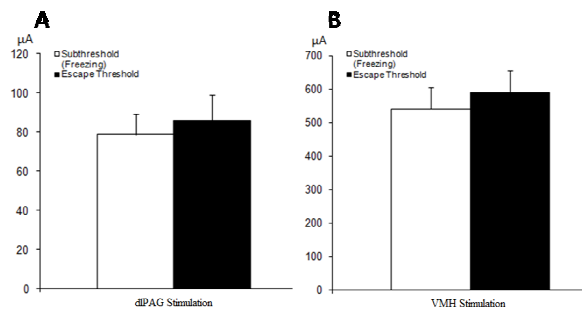 A
µA
120
100
80
60
40
20
0
Subthreshold
(Freezing)
Escape Threshold
dlPAG Stimulation
B
µA
700
600
500
400
300
200
100
0
Subthreshold
(Freezing)
Escape Threshold
VMH Stimulation